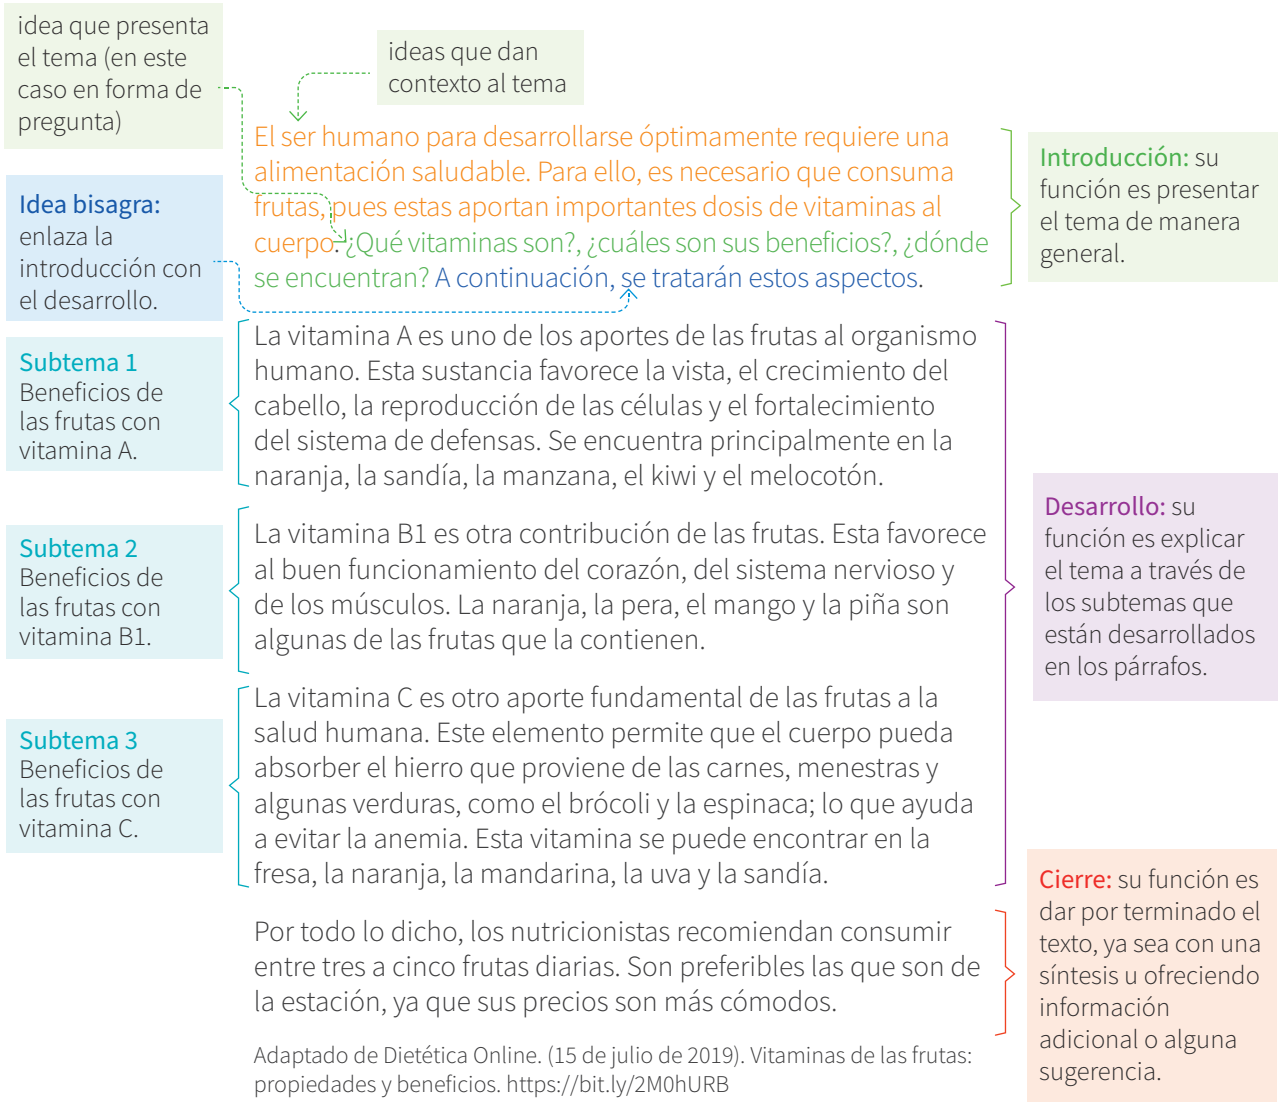 idea que presenta
el tema (en este
caso en forma de
pregunta)
ideas que dan
contexto al tema
El ser humano para desarrollarse óptimamente requiere una
alimentación saludable. Para ello, es necesario que consuma
frutas, pues estas aportan importantes dosis de vitaminas al
cuerpo. ¿Qué vitaminas son?, ¿cuáles son sus beneficios?, ¿dónde
se encuentran? A continuación, se tratarán estos aspectos.
Introducción: su
función es presentar
el tema de manera
general.
Idea bisagra:
enlaza la
introducción con
el desarrollo.
Subtema 1
Beneficios de
las frutas con
vitamina A.
La vitamina A es uno de los aportes de las frutas al organismo
humano. Esta sustancia favorece la vista, el crecimiento del
cabello, la reproducción de las células y el fortalecimiento
del sistema de defensas. Se encuentra principalmente en la
naranja, la sandía, la manzana, el kiwi y el melocotón.
Subtema 2
Beneficios de
las frutas con
vitamina B1.
La vitamina B1 es otra contribución de las frutas. Esta favorece
al buen funcionamiento del corazón, del sistema nervioso y
de los músculos. La naranja, la pera, el mango y la piña son
algunas de las frutas que la contienen.
Desarrollo: su
función es explicar
el tema a través de
los subtemas que
están desarrollados
en los párrafos.
Subtema 3
Beneficios de
las frutas con
vitamina C.
La vitamina C es otro aporte fundamental de las frutas a la
salud humana. Este elemento permite que el cuerpo pueda
absorber el hierro que proviene de las carnes, menestras y
algunas verduras, como el brócoli y la espinaca; lo que ayuda
a evitar la anemia. Esta vitamina se puede encontrar en la
fresa, la naranja, la mandarina, la uva y la sandía.
Por todo lo dicho, los nutricionistas recomiendan consumir
entre tres a cinco frutas diarias. Son preferibles las que son de
la estación, ya que sus precios son más cómodos.
Cierre: su función es
dar por terminado el
texto, ya sea con una
síntesis u ofreciendo
información
adicional o alguna
sugerencia.
Adaptado de Dietética Online. (15 de julio de 2019). Vitaminas de las frutas:
propiedades y beneficios. https://bit.ly/2M0hURB